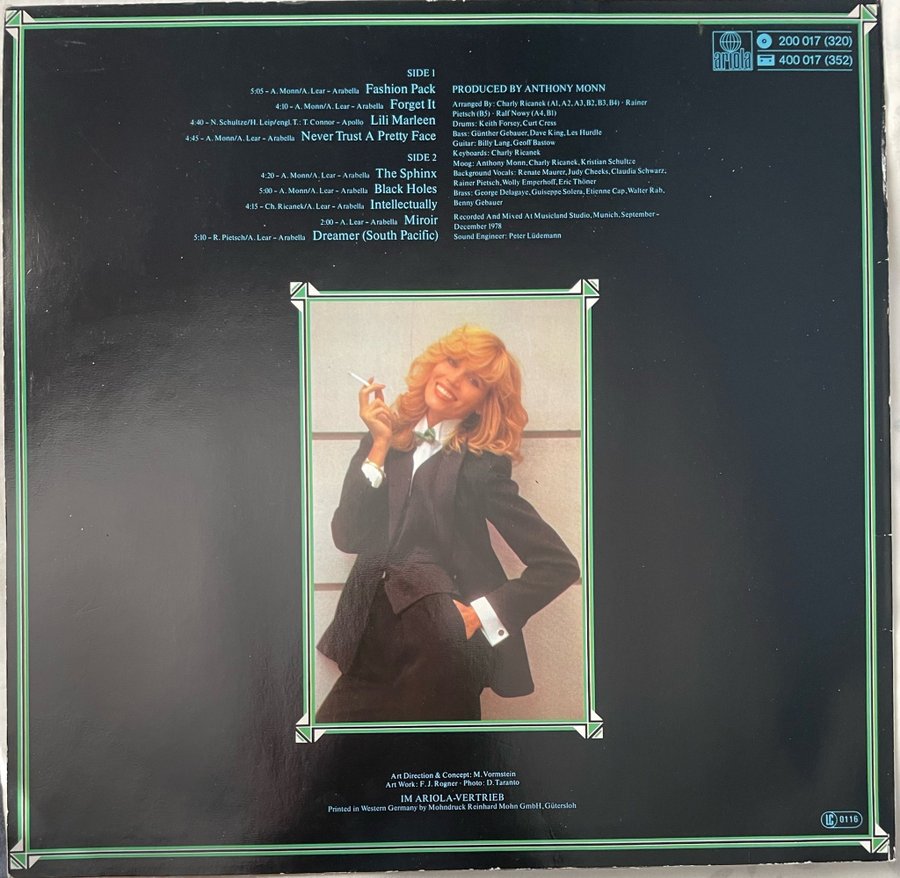 ariola
200 017 (320)
400 017 (352)
SIDE 1
5:05 – A. Monn/A. Lear – Arabella Fashion Pack
4:10 – A. Monn/A. Lear – Arabella Forget It
4:40 – N. Schultze/H. Leip/engl. T.: T. Connor – Apollo Lili Marleen
4:45 – A. Monn/A. Lear – Arabella Never Trust A Pretty Face
SIDE 2
4:20 – A. Monn/A. Lear – Arabella The Sphinx
5:00 – A. Monn/A. Lear – Arabella Black Holes
4:15 – Ch. Ricanek/A. Lear – Arabella Intellectually
2:00 – A. Lear – Arabella Miroir
5:10 – R. Pietsch/A. Lear – Arabella Dreamer (South Pacific)
PRODUCED BY ANTHONY MONN
Arranged By: Charly Ricanek (A1, A2, A3, B2, B3, B4) · Rainer
Pietsch (B5) · Ralf Nowy (A4, B1)
Drums: Keith Forsey, Curt Cress
Bass: Günther Gebauer, Dave King, Les Hurdle
Guitar: Billy Lang, Geoff Bastow
Keyboards: Charly Ricanek
Moog: Anthony Monn, Charly Ricanek, Kristian Schultze
Background Vocals: Renate Maurer, Judy Cheeks, Claudia Schwarz,
Rainer Pietsch, Wolly Emperhoff, Eric Thöner
Brass: George Delagaye, Guiseppe Solera, Etienne Cap, Walter Rab,
Benny Gebauer
Recorded And Mixed At Musicland Studio, Munich, September –
December 1978
Sound Engineer: Peter Lüdemann
Art Direction & Concept: M. Vormstein
Art Work: F. J. Rogner · Photo: D. Taranto
IM ARIOLA-VERTRIEB
Printed in Western Germany by Mohndruck Reinhard Mohn GmbH, Gütersloh
LC 0116